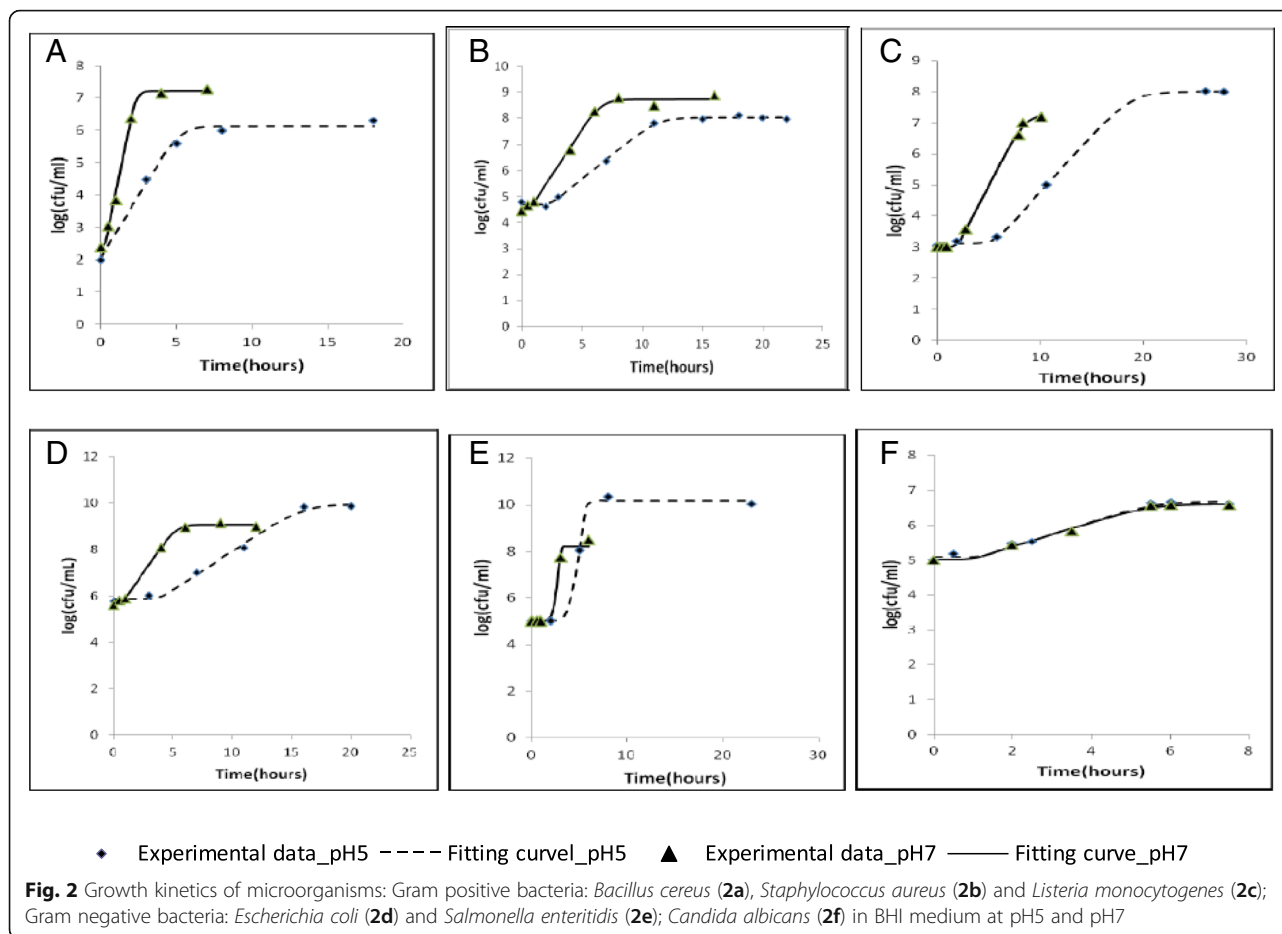 A
8
7
6
5
4
3
2
1
0
log(cfu/ml)
0 5 10 15 20
Time(hours)
B
10
9
8
7
6
5
4
3
2
1
0
log(cfu/ml)
0 5 10 15 20 25
Time(hours)
C
9
8
7
6
5
4
3
2
1
log(cfu/ml)
0 10 20 30
Time(hours)
D
12
10
8
6
4
2
0
log(cfu/mL)
0 5 10 15 20 25
Time(hours)
E
12
10
8
6
4
2
0
log(cfu/ml)
0 10 20 30
Time(hours)
F
8
7
6
5
4
3
2
1
0
log(cfu/ml)
0 2 4 6 8
Time(hours)
Experimental data_pH5 Fitting curvel_pH5 Experimental data_pH7 Fitting curve_pH7
Fig. 2 Growth kinetics of microorganisms: Gram positive bacteria: Bacillus cereus (2a), Staphylococcus aureus (2b) and Listeria monocytogenes (2c);
Gram negative bacteria: Escherichia coli (2d) and Salmonella enteritidis (2e); Candida albicans (2f) in BHI medium at pH5 and pH7